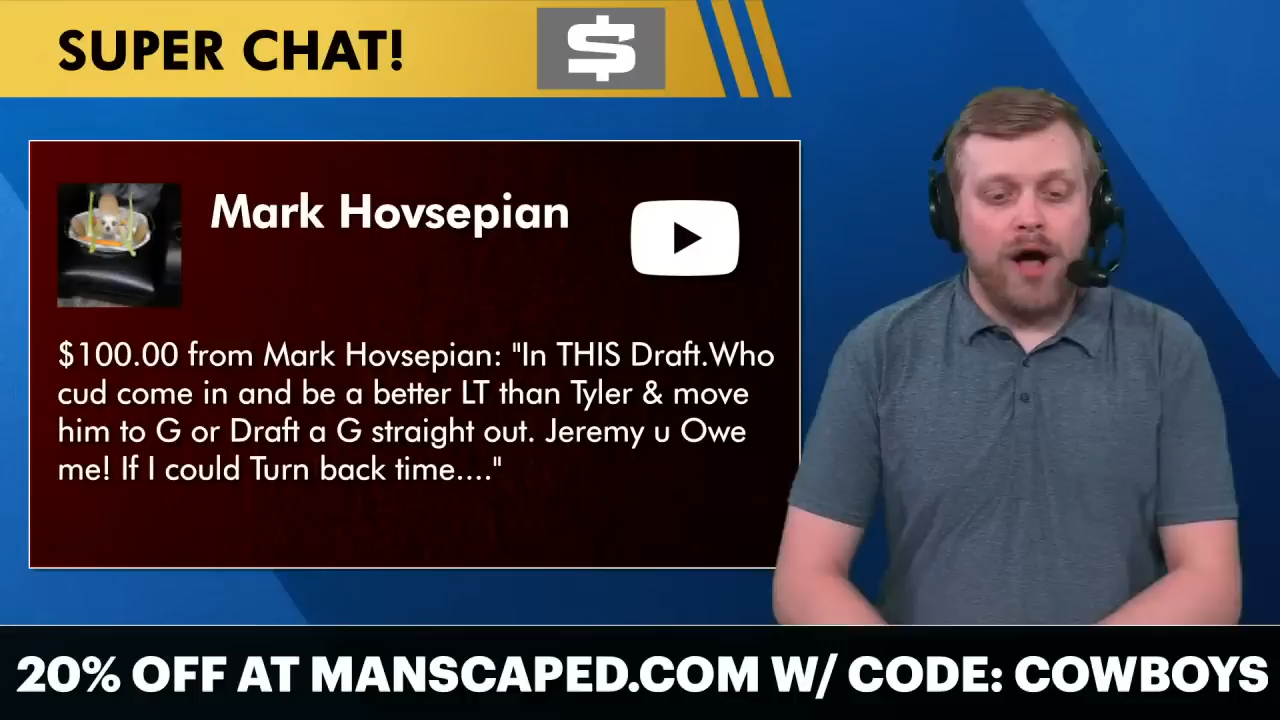 SUPER CHAT!
$
Mark Hovsepian
$100.00 from Mark Hovsepian: "In THIS Draft.Who
cud come in and be a better LT than Tyler & move
him to G or Draft a G straight out. Jeremy u Owe
me! If I could Turn back time...."
20% OFF AT MANSCAPED.COM W/ CODE: COWBOYS